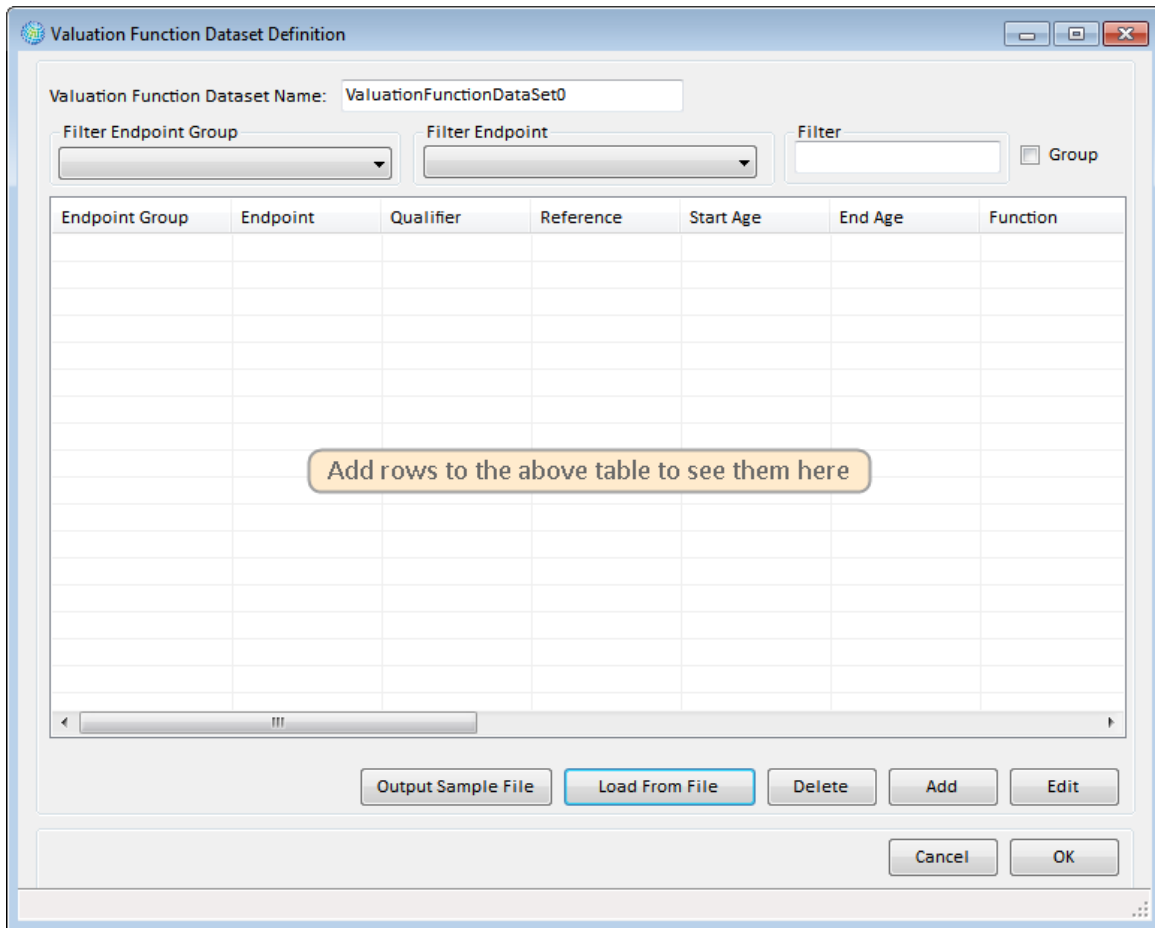 Valuation Function Dataset Definition
Valuation Function Dataset Name: ValuationFunctionDataSet0
Filter Endpoint Group Filter Endpoint Filter
Group
Endpoint Group Endpoint Qualifier Reference Start Age End Age Function
Add rows to the above table to see them here
Output Sample File Load From File Delete Add Edit
Cancel OK